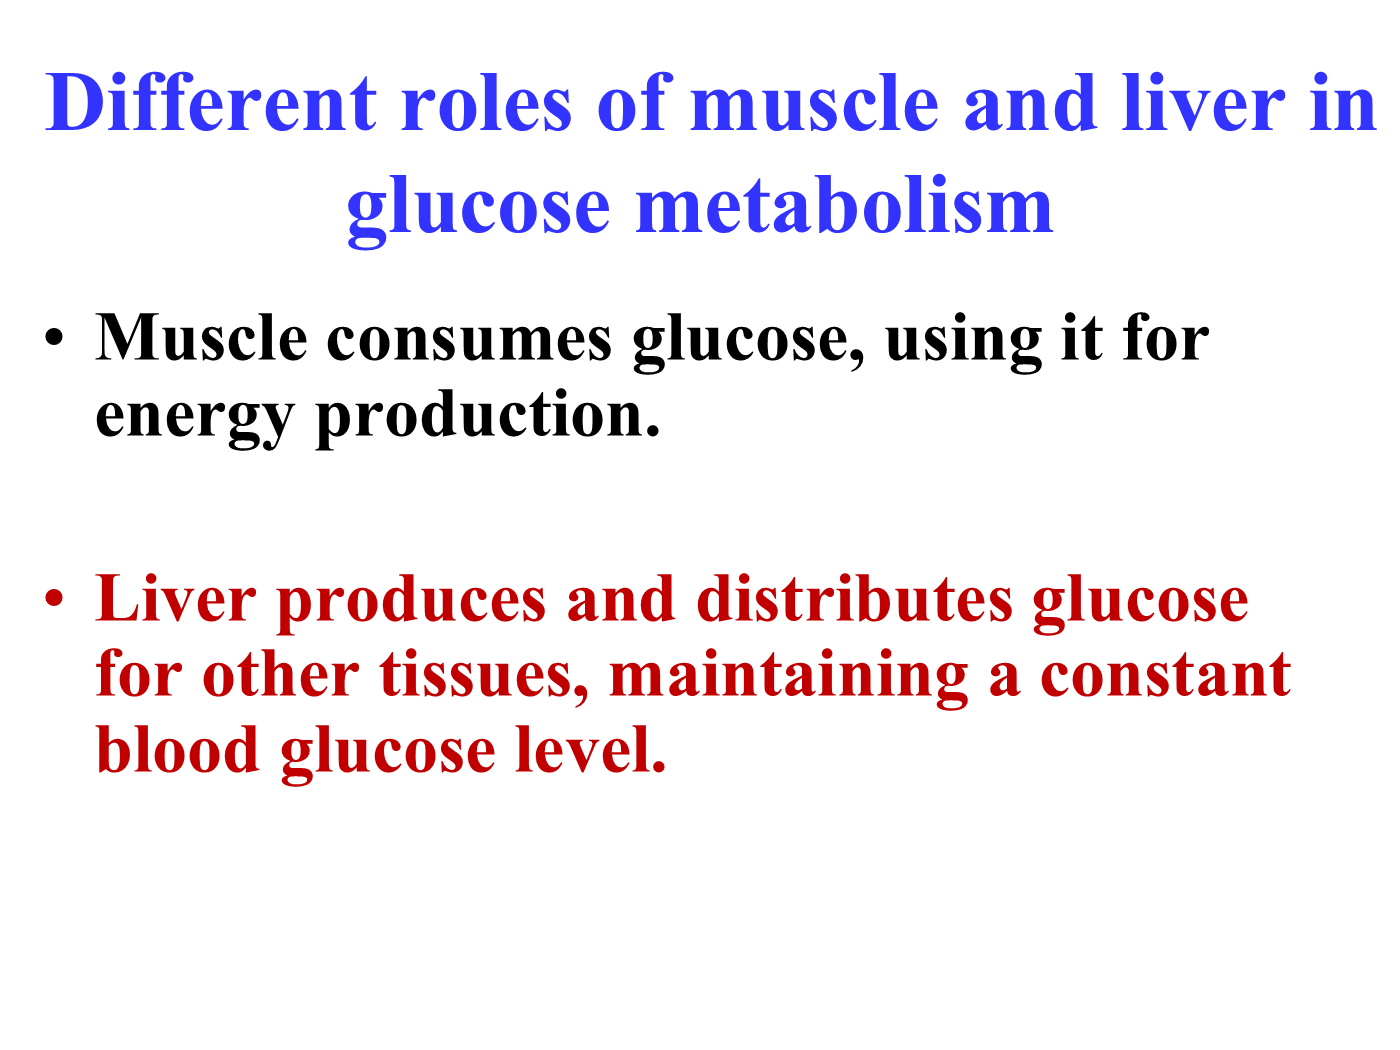 Different roles of muscle and liver in
glucose metabolism
• Muscle consumes glucose, using it for
energy production.
• Liver produces and distributes glucose
for other tissues, maintaining a constant
blood glucose level.